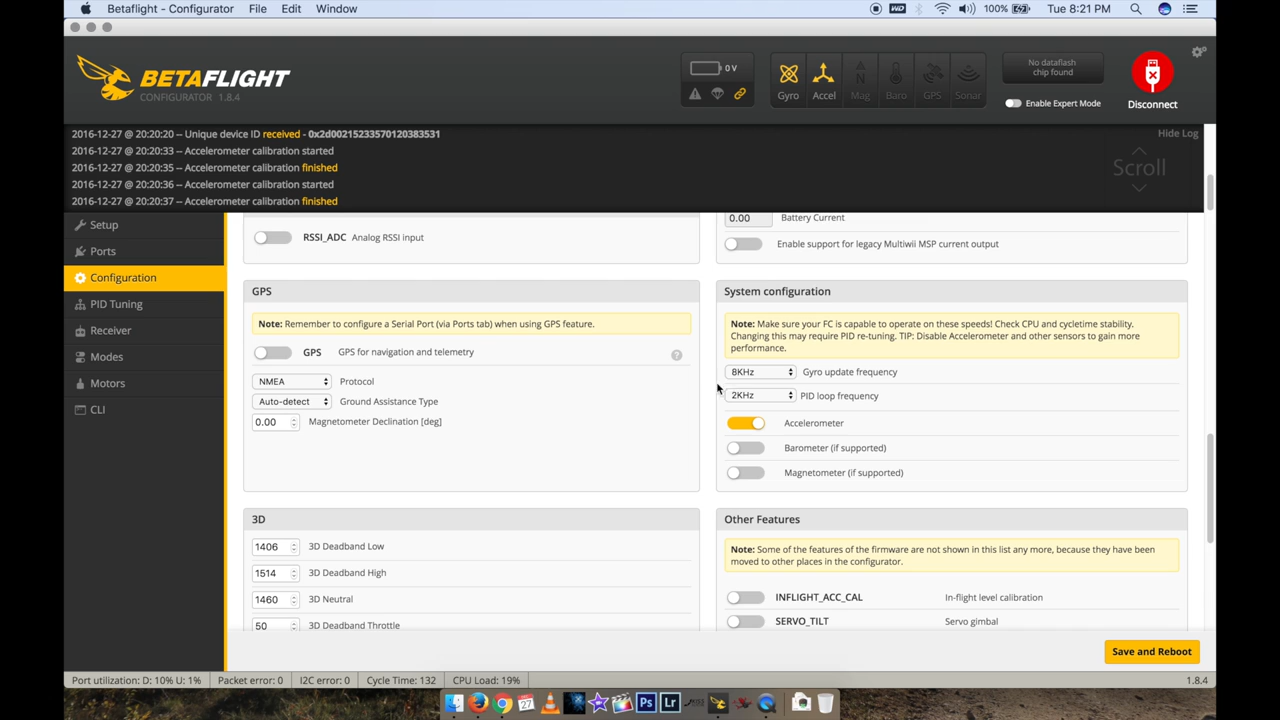 Betaflight - Configurator File Edit Window
WD 100% Tue 8:21 PM
BETAFLIGHT
CONFIGURATOR 1.8.4
0 V
Gyro Accel Mag Baro GPS Sonar
No dataflash
chip found
Enable Expert Mode
Disconnect
2016-12-27 @ 20:20:20 -- Unique device ID received - 0x2d0021523357012038​3531
2016-12-27 @ 20:20:33 -- Accelerometer calibration started
2016-12-27 @ 20:20:35 -- Accelerometer calibration finished
2016-12-27 @ 20:20:36 -- Accelerometer calibration started
2016-12-27 @ 20:20:37 -- Accelerometer calibration finished
Hide Log
Scroll
Setup
Ports
Configuration
PID Tuning
Receiver
Modes
Motors
CLI
RSSI_ADC Analog RSSI input
0.00 Battery Current
Enable support for legacy Multiwii MSP current output
GPS
Note: Remember to configure a Serial Port (via Ports tab) when using GPS feature.
GPS GPS for navigation and telemetry ?
NMEA Protocol
Auto-detect Ground Assistance Type
0.00 Magnetometer Declination [deg]
System configuration
Note: Make sure your FC is capable to operate on these speeds! Check CPU and cycletime stability.
Changing this may require PID re-tuning. TIP: Disable Accelerometer and other sensors to gain more
performance.
8KHz Gyro update frequency
2KHz PID loop frequency
Accelerometer
Barometer (if supported)
Magnetometer (if supported)
3D
1406 3D Deadband Low
1514 3D Deadband High
1460 3D Neutral
50 3D Deadband Throttle
Other Features
Note: Some of the features of the firmware are not shown in this list any more, because they have been
moved to other places in the configurator.
INFLIGHT_ACC_CAL In-flight level calibration
SERVO_TILT Servo gimbal
Save and Reboot
Port utilization: D: 10% U: 1% Packet error: 0 I2C error: 0 Cycle Time: 132 CPU Load: 19% 1.8.4
27 Ps Lr